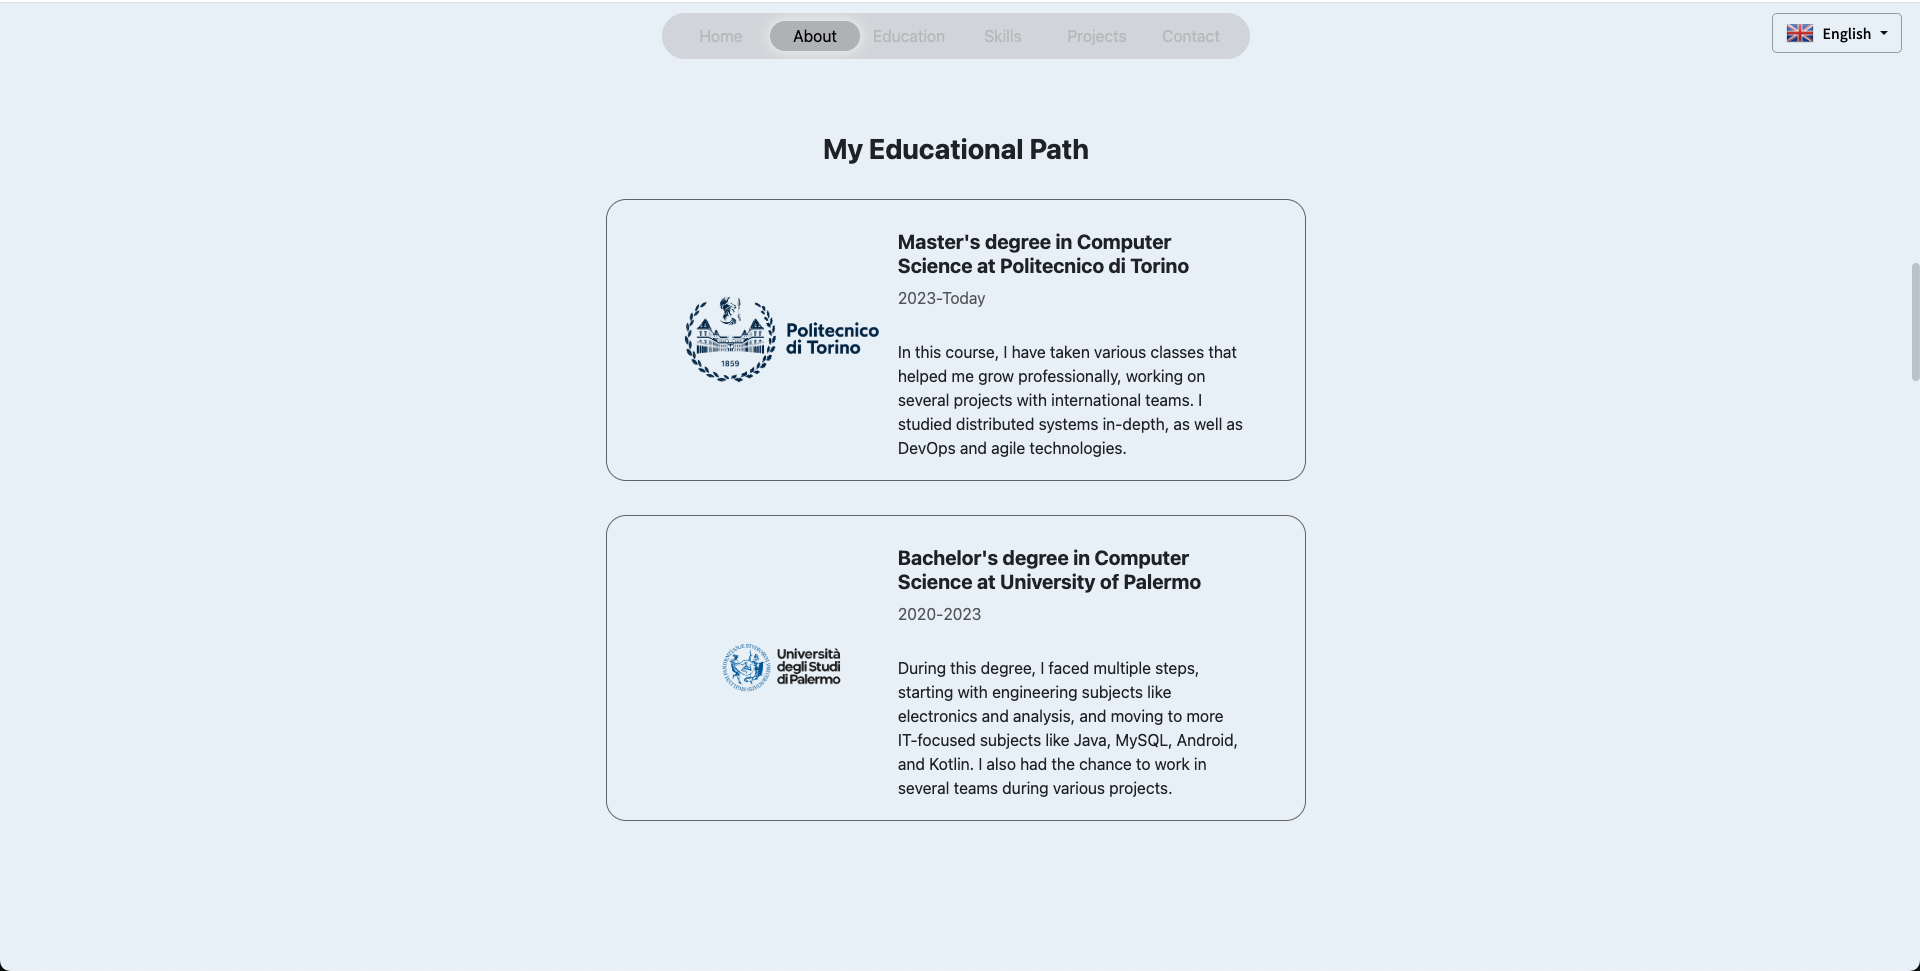 Home About Education Skills Projects Contact
English
My Educational Path
Master's degree in Computer
Science at Politecnico di Torino
2023-Today
Politecnico
di Torino
1859
In this course, I have taken various classes that
helped me grow professionally, working on
several projects with international teams. I
studied distributed systems in-depth, as well as
DevOps and agile technologies.
Bachelor's degree in Computer
Science at University of Palermo
2020-2023
Università
degli Studi
di Palermo
During this degree, I faced multiple steps,
starting with engineering subjects like
electronics and analysis, and moving to more
IT-focused subjects like Java, MySQL, Android,
and Kotlin. I also had the chance to work in
several teams during various projects.